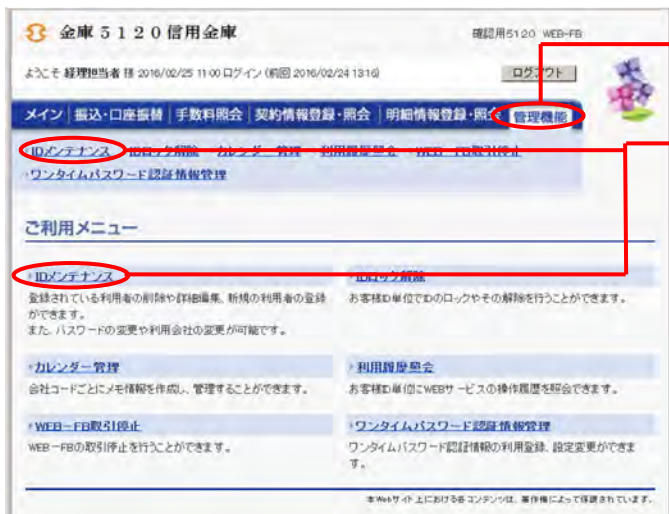 金庫5120信用金庫
確認用5120 WEB-FB
ようこそ 経理担当者 様 2016/02/25 11:00 ログイン (前回 2016/02/24 13:16)
ログアウト
メイン 振込・口座振替 手数料照会 契約情報登録・照会 明細情報登録・照会 管理機能
IDメンテナンス IDロック解除 カレンダー管理 利用履歴照会 WEB-FB取引停止
ワンタイムパスワード認証情報管理
ご利用メニュー
IDメンテナンス
登録されている利用者の削除や詳細編集、新規の利用者の登録
ができます。
また、パスワードの変更や利用会社の変更が可能です。
IDロック解除
お客様ID単位でIDのロックやその解除を行うことができます。
カレンダー管理
会社コードごとにメモ情報を作成し、管理することができます。
利用履歴照会
お客様ID単位にWEBサービスの操作履歴を照会できます。
WEB-FB取引停止
WEB-FBの取引停止を行うことができます。
ワンタイムパスワード認証情報管理
ワンタイムパスワード認証情報の利用登録、設定変更ができま
す。
本Webサイト上における各コンテンツは、著作権によって保護されています。